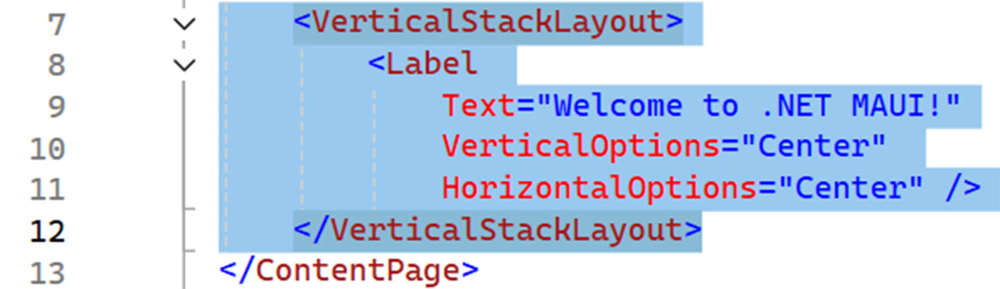 7 <VerticalStackLayout>
8 <Label
9 Text="Welcome to .NET MAUI!"
10 VerticalOptions="Center"
11 HorizontalOptions="Center" />
12 </VerticalStackLayout>
13 </ContentPage>